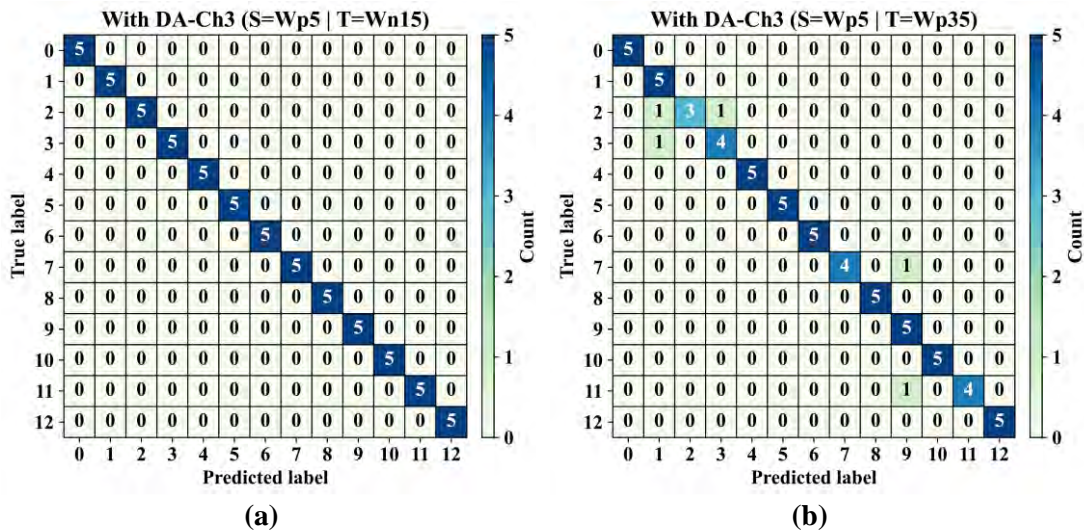 With DA-Ch3 (S=Wp5 | T=Wn15)
True label
0 5 0 0 0 0 0 0 0 0 0 0 0 0
1 0 5 0 0 0 0 0 0 0 0 0 0 0
2 0 0 5 0 0 0 0 0 0 0 0 0 0
3 0 0 0 5 0 0 0 0 0 0 0 0 0
4 0 0 0 0 5 0 0 0 0 0 0 0 0
5 0 0 0 0 0 5 0 0 0 0 0 0 0
6 0 0 0 0 0 0 5 0 0 0 0 0 0
7 0 0 0 0 0 0 0 5 0 0 0 0 0
8 0 0 0 0 0 0 0 0 5 0 0 0 0
9 0 0 0 0 0 0 0 0 0 5 0 0 0
10 0 0 0 0 0 0 0 0 0 0 5 0 0
11 0 0 0 0 0 0 0 0 0 0 0 5 0
12 0 0 0 0 0 0 0 0 0 0 0 0 5
0 1 2 3 4 5 6 7 8 9 10 11 12
Predicted label
5
4
3
2
1
0
Count
(a)
With DA-Ch3 (S=Wp5 | T=Wp35)
True label
0 5 0 0 0 0 0 0 0 0 0 0 0 0
1 0 5 0 0 0 0 0 0 0 0 0 0 0
2 0 1 3 1 0 0 0 0 0 0 0 0 0
3 0 1 0 4 0 0 0 0 0 0 0 0 0
4 0 0 0 0 5 0 0 0 0 0 0 0 0
5 0 0 0 0 0 5 0 0 0 0 0 0 0
6 0 0 0 0 0 0 5 0 0 0 0 0 0
7 0 0 0 0 0 0 0 4 0 1 0 0 0
8 0 0 0 0 0 0 0 0 5 0 0 0 0
9 0 0 0 0 0 0 0 0 0 5 0 0 0
10 0 0 0 0 0 0 0 0 0 0 5 0 0
11 0 0 0 0 0 0 0 0 0 1 0 4 0
12 0 0 0 0 0 0 0 0 0 0 0 0 5
0 1 2 3 4 5 6 7 8 9 10 11 12
Predicted label
5
4
3
2
1
0
Count
(b)